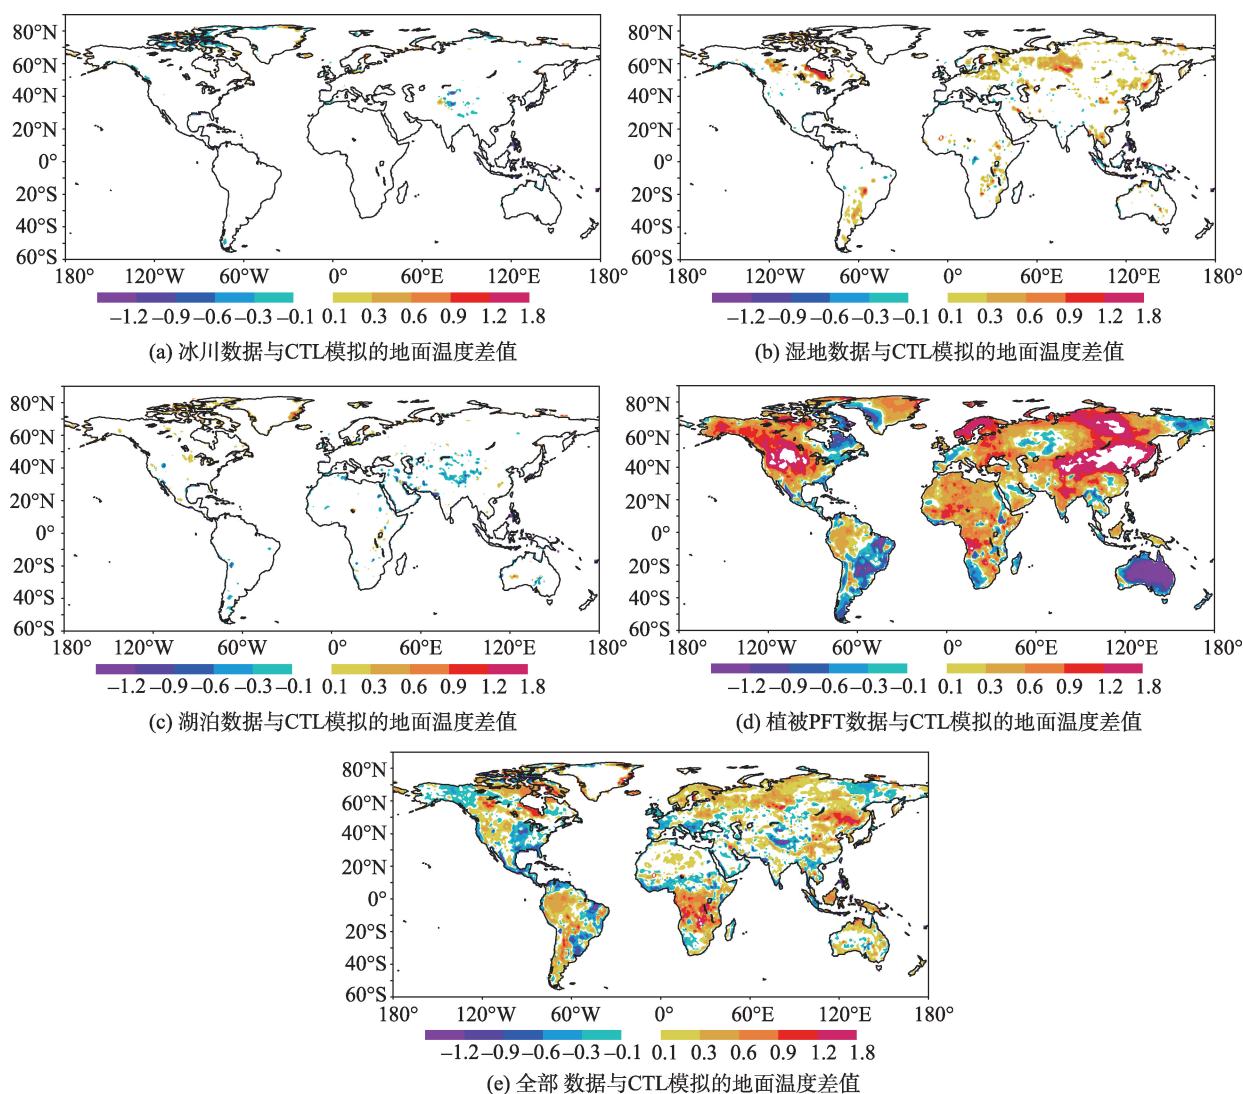 80°N
60°N
40°N
20°N
0°
20°S
40°S
60°S
180° 120°W 60°W 0° 60°E 120°E 180°
−1.2 −0.9 −0.6 −0.3 −0.1 0.1 0.3 0.6 0.9 1.2 1.8
(a) 冰川数据与CTL模拟的地面温度差值
80°N
60°N
40°N
20°N
0°
20°S
40°S
60°S
180° 120°W 60°W 0° 60°E 120°E 180°
−1.2 −0.9 −0.6 −0.3 −0.1 0.1 0.3 0.6 0.9 1.2 1.8
(b) 湿地数据与CTL模拟的地面温度差值
80°N
60°N
40°N
20°N
0°
20°S
40°S
60°S
180° 120°W 60°W 0° 60°E 120°E 180°
−1.2 −0.9 −0.6 −0.3 −0.1 0.1 0.3 0.6 0.9 1.2 1.8
(c) 湖泊数据与CTL模拟的地面温度差值
80°N
60°N
40°N
20°N
0°
20°S
40°S
60°S
180° 120°W 60°W 0° 60°E 120°E 180°
−1.2 −0.9 −0.6 −0.3 −0.1 0.1 0.3 0.6 0.9 1.2 1.8
(d) 植被PFT数据与CTL模拟的地面温度差值
80°N
60°N
40°N
20°N
0°
20°S
40°S
60°S
180° 120°W 60°W 0° 60°E 120°E 180°
−1.2 −0.9 −0.6 −0.3 −0.1 0.1 0.3 0.6 0.9 1.2 1.8
(e) 全部 数据与CTL模拟的地面温度差值